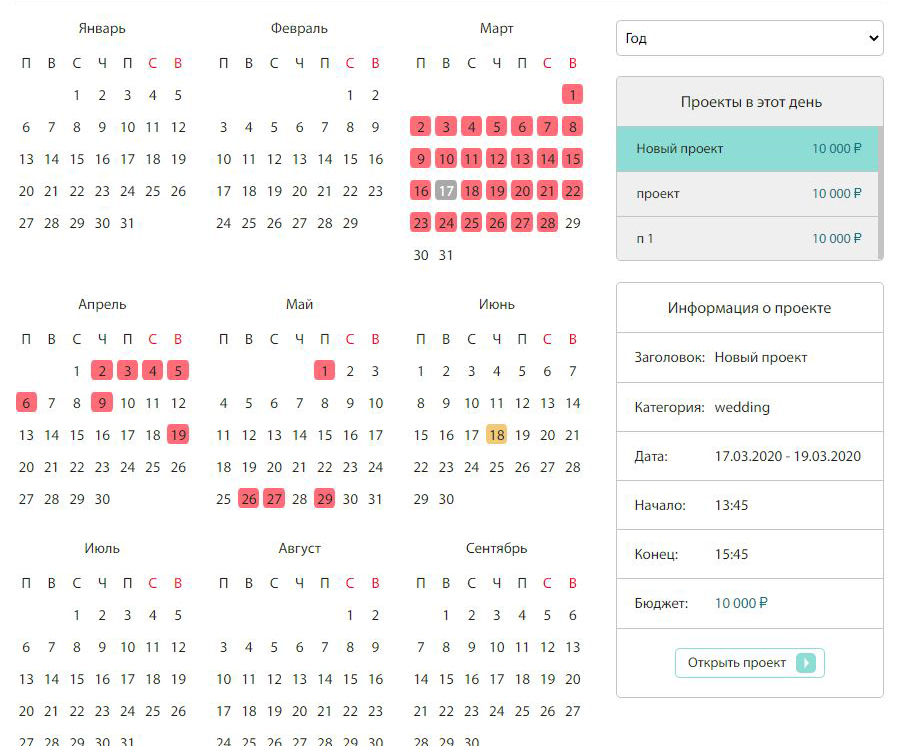 Январь Февраль Март
П В С Ч П С В П В С Ч П С В П В С Ч П С В
1 2 3 4 5 1 2 1
6 7 8 9 10 11 12 3 4 5 6 7 8 9 2 3 4 5 6 7 8
13 14 15 16 17 18 19 10 11 12 13 14 15 16 9 10 11 12 13 14 15
20 21 22 23 24 25 26 17 18 19 20 21 22 23 16 17 18 19 20 21 22
27 28 29 30 31 24 25 26 27 28 29 23 24 25 26 27 28 29
30 31
Апрель Май Июнь
П В С Ч П С В П В С Ч П С В П В С Ч П С В
1 2 3 4 5 1 2 3 1 2 3 4 5 6 7
6 7 8 9 10 11 12 4 5 6 7 8 9 10 8 9 10 11 12 13 14
13 14 15 16 17 18 19 11 12 13 14 15 16 17 15 16 17 18 19 20 21
20 21 22 23 24 25 26 18 19 20 21 22 23 24 22 23 24 25 26 27 28
27 28 29 30 25 26 27 28 29 30 31 29 30
Июль Август Сентябрь
П В С Ч П С В П В С Ч П С В П В С Ч П С В
1 2 3 4 5 1 2 1 2 3 4 5 6
6 7 8 9 10 11 12 3 4 5 6 7 8 9 7 8 9 10 11 12 13
13 14 15 16 17 18 19 10 11 12 13 14 15 16 14 15 16 17 18 19 20
20 21 22 23 24 25 26 17 18 19 20 21 22 23 21 22 23 24 25 26 27
27 28 29 30 31 24 25 26 27 28 29 30 28 29 30
Год
Проекты в этот день
Новый проект 10 000 ₽
проект 10 000 ₽
п 1 10 000 ₽
Информация о проекте
Заголовок: Новый проект
Категория: wedding
Дата: 17.03.2020 - 19.03.2020
Начало: 13:45
Конец: 15:45
Бюджет: 10 000 ₽
Открыть проект